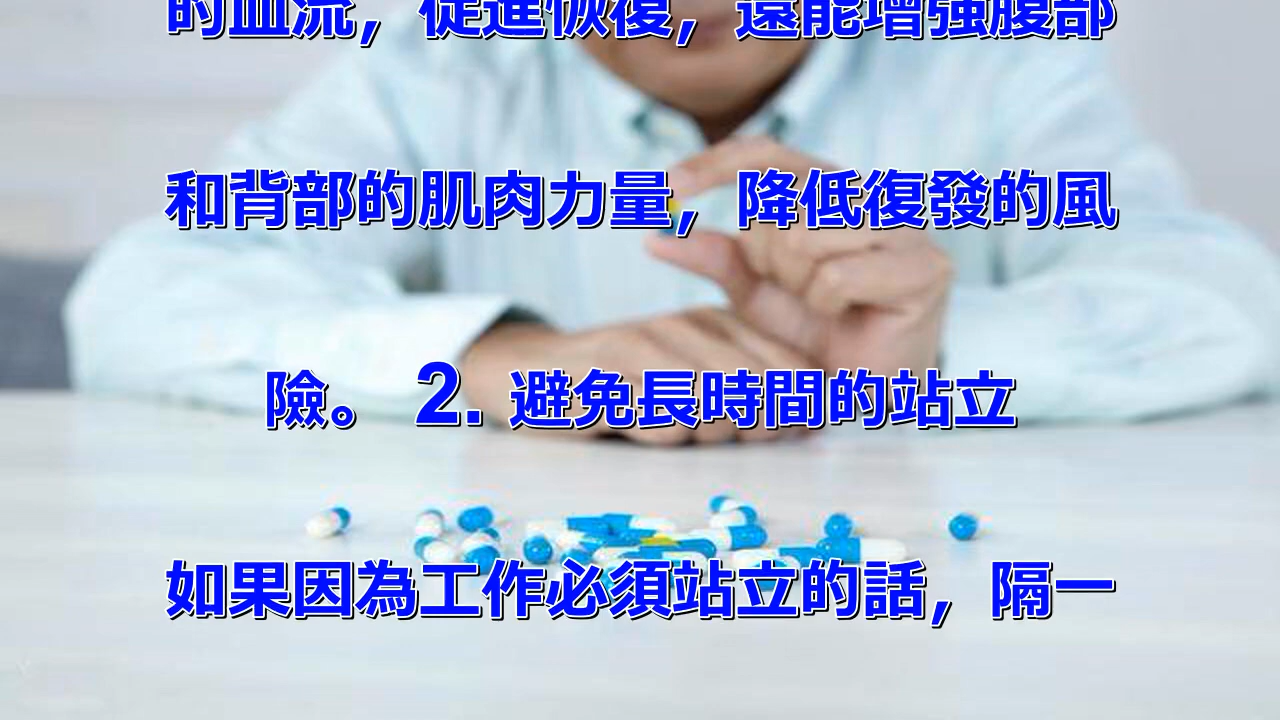 的血流，促進恢復，還能增強腹部
和背部的肌肉力量，降低復發的風
險。 2. 避免長時間的站立
如果因為工作必須站立的話，隔一